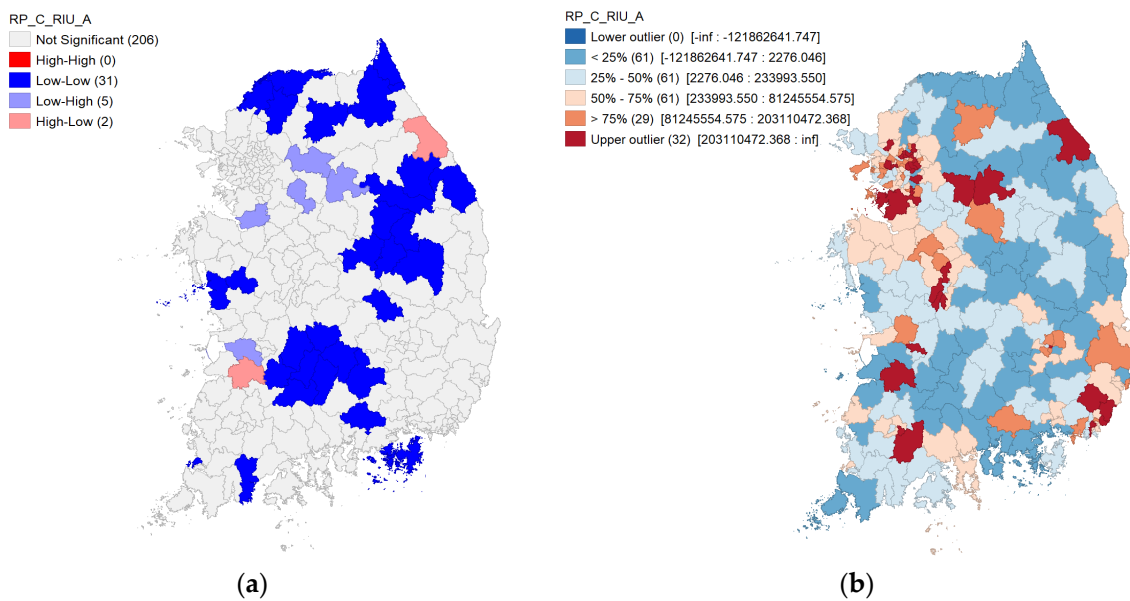 RP_C_RIU_A
Not Significant (206)
High-High (0)
Low-Low (31)
Low-High (5)
High-Low (2)
(a)
RP_C_RIU_A
Lower outlier (0) [-inf : -121862641.747]
< 25% (61) [-121862641.747 : 2276.046]
25% - 50% (61) [2276.046 : 233993.550]
50% - 75% (61) [233993.550 : 81245554.575]
> 75% (29) [81245554.575 : 203110472.368]
Upper outlier (32) [203110472.368 : inf]
(b)